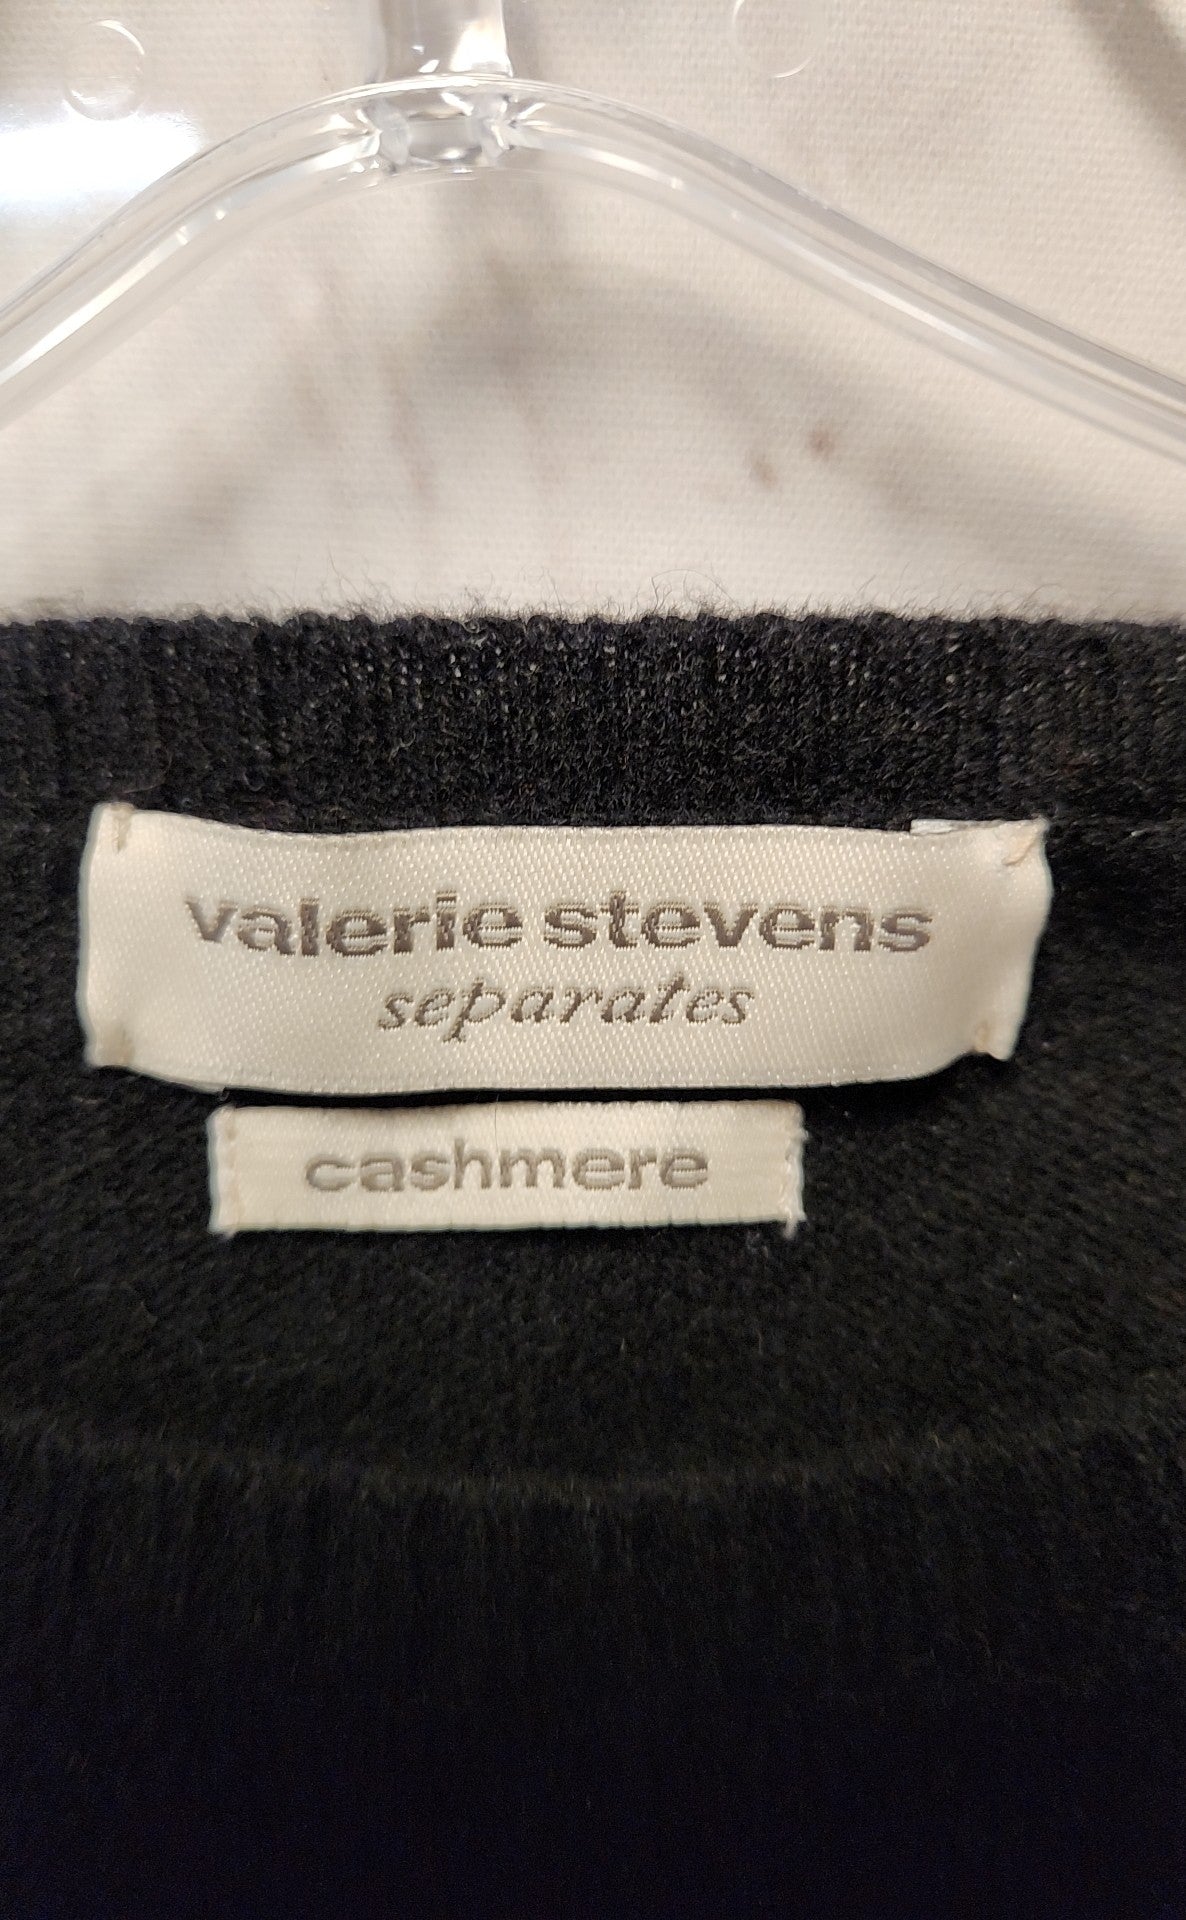 valerie stevens
separates
cashmere